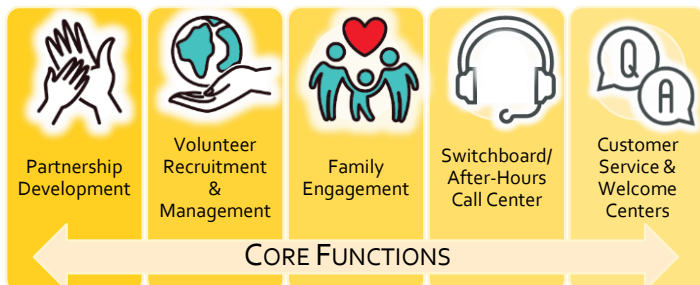 Partnership
Development
Volunteer
Recruitment
&
Management
Family
Engagement
Switchboard/
After-Hours
Call Center
Q
A
Customer
Service &
Welcome
Centers
CORE FUNCTIONS